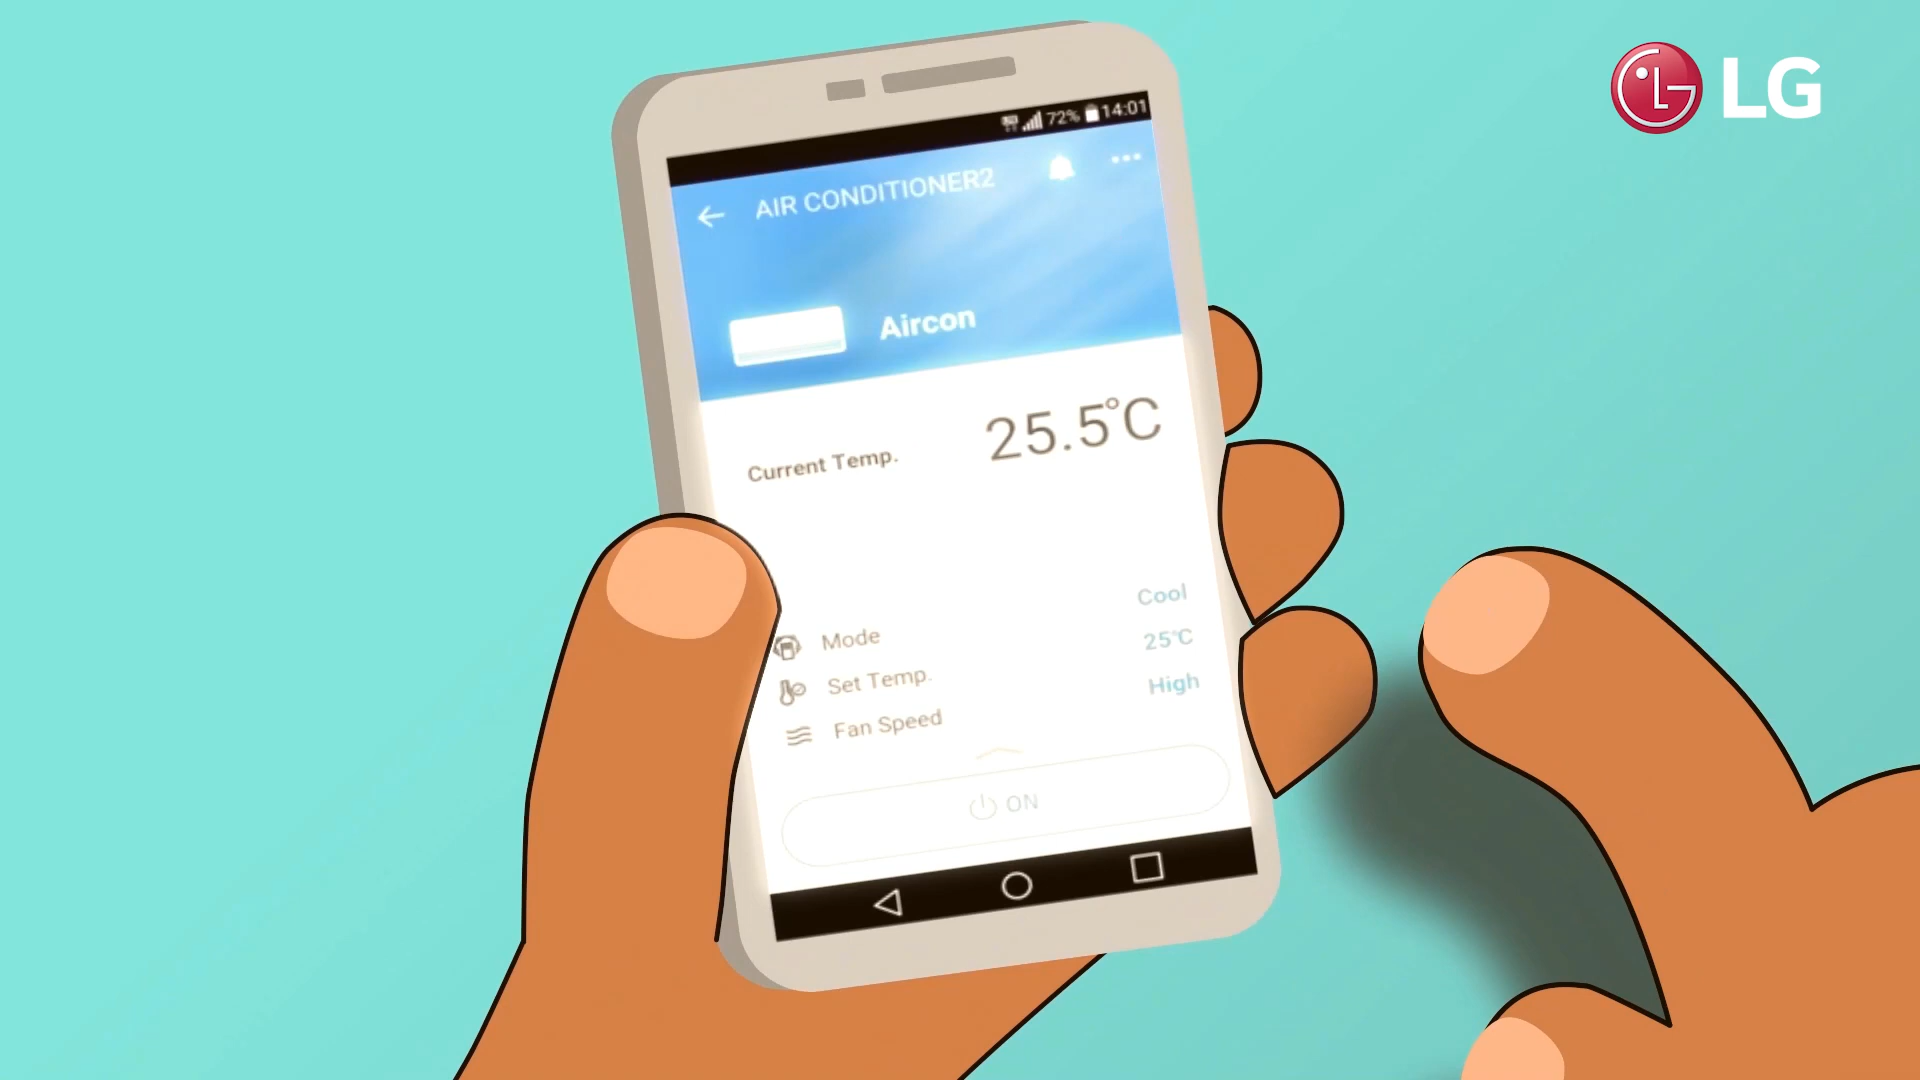 LG
72% 14:01
AIR CONDITIONER2
Aircon
Current Temp. 25.5°C
Mode Cool
Set Temp. 25°C
Fan Speed High
ON